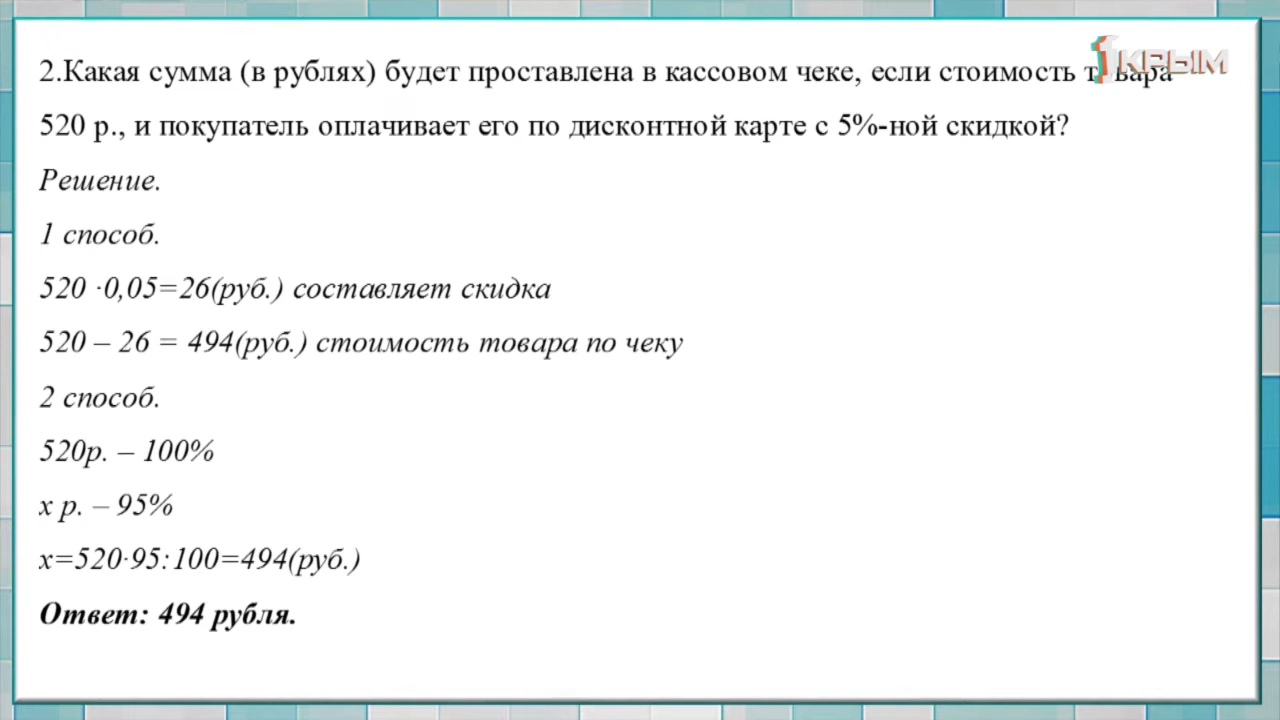 1КРЫМ
2.Какая сумма (в рублях) будет проставлена в кассовом чеке, если стоимость товара
520 р., и покупатель оплачивает его по дисконтной карте с 5%-ной скидкой?
Решение.
1 способ.
520 ·0,05=26(руб.) составляет скидка
520 – 26 = 494(руб.) стоимость товара по чеку
2 способ.
520р. – 100%
х р. – 95%
х=520·95:100=494(руб.)
Ответ: 494 рубля.